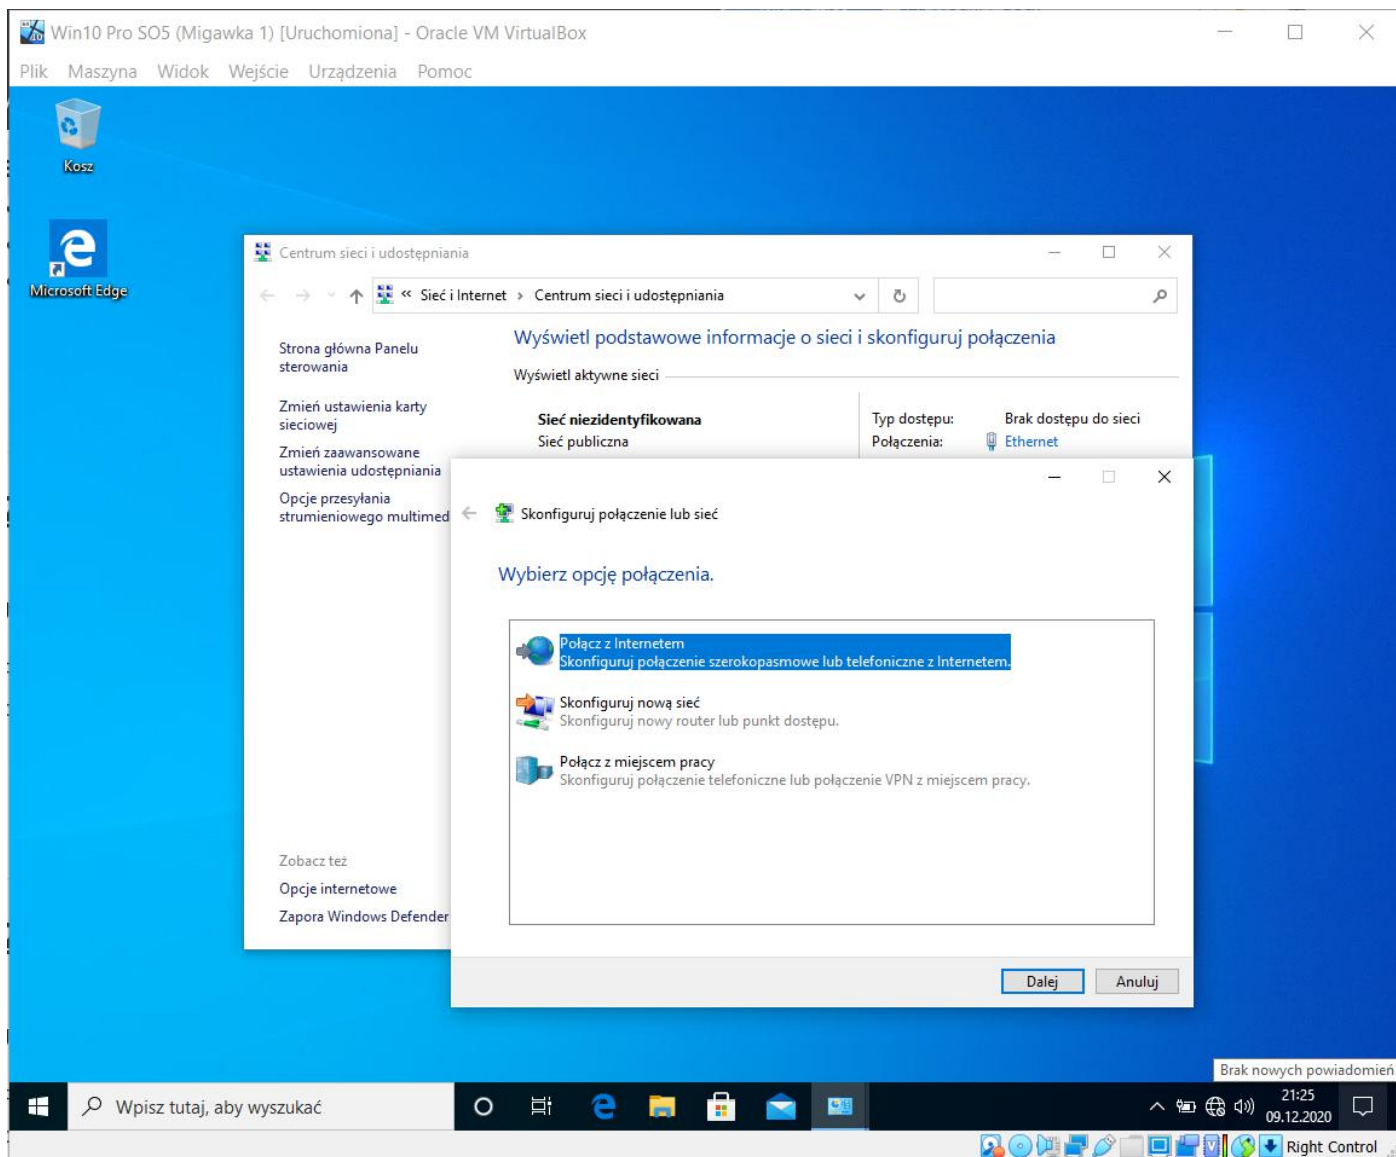 Win10 Pro SO5 (Migawka 1) [Uruchomiona] - Oracle VM VirtualBox
Plik Maszyna Widok Wejście Urządzenia Pomoc
Kosz
Microsoft Edge
Centrum sieci i udostępniania
« Sieć i Internet › Centrum sieci i udostępniania
Strona główna Panelu
sterowania
Zmień ustawienia karty
sieciowej
Zmień zaawansowane
ustawienia udostępniania
Opcje przesyłania
strumieniowego multimed
Zobacz też
Opcje internetowe
Zapora Windows Defender
Wyświetl podstawowe informacje o sieci i skonfiguruj połączenia
Wyświetl aktywne sieci
Sieć niezidentyfikowana
Sieć publiczna
Typ dostępu: Brak dostępu do sieci
Połączenia: Ethernet
Skonfiguruj połączenie lub sieć
Wybierz opcję połączenia.
Połącz z Internetem
Skonfiguruj połączenie szerokopasmowe lub telefoniczne z Internetem.
Skonfiguruj nową sieć
Skonfiguruj nowy router lub punkt dostępu.
Połącz z miejscem pracy
Skonfiguruj połączenie telefoniczne lub połączenie VPN z miejscem pracy.
Dalej Anuluj
Brak nowych powiadomień
Wpisz tutaj, aby wyszukać
21:25
09.12.2020
Right Control